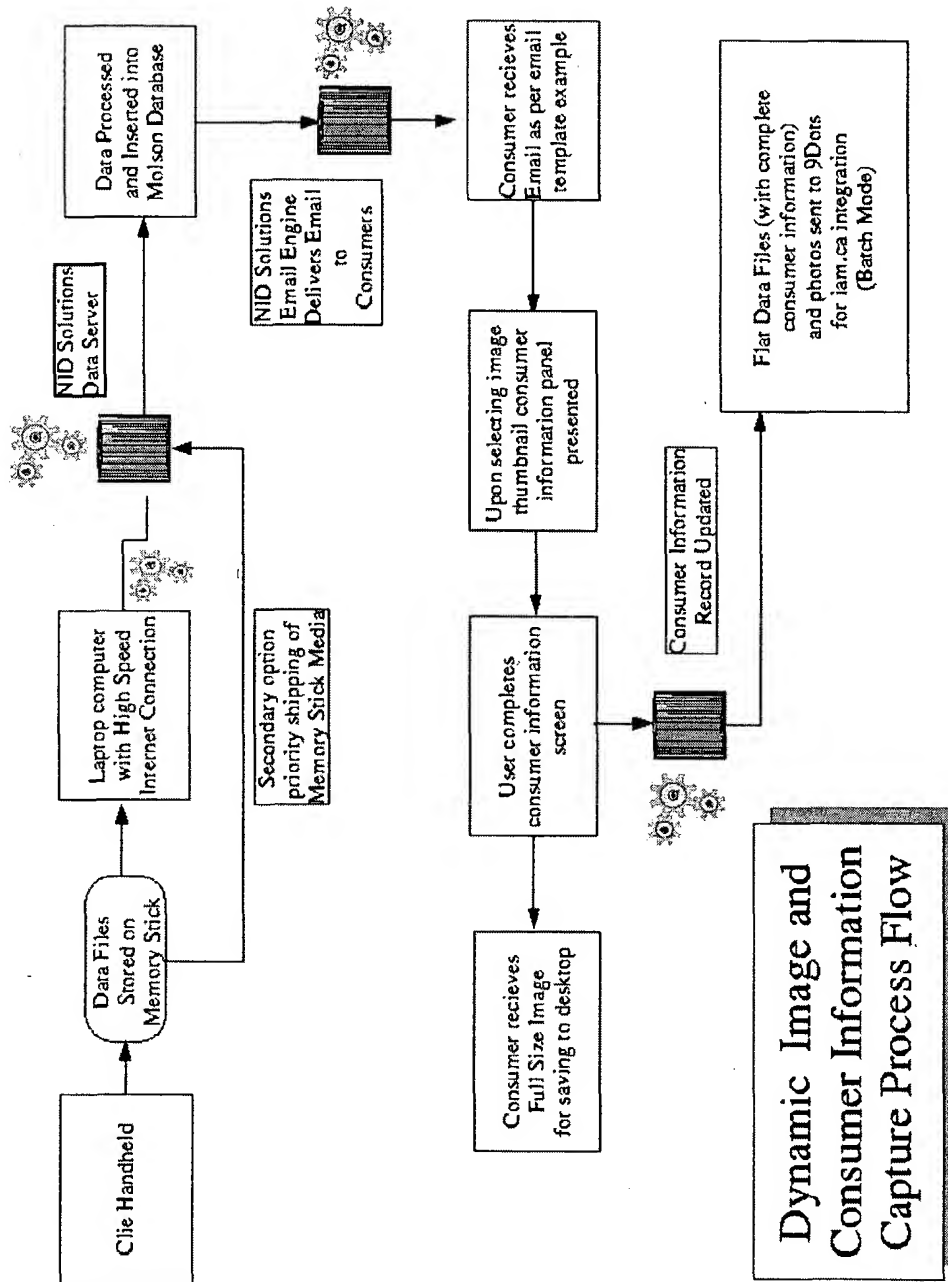 Clie Handheld
Data Files
Stored on
Memory Stick
Laptop computer
with High Speed
Internet Connection
Secondary option
priority shipping of
Memory Stick Media
NID Solutions
Data Server
Data Processed
and Inserted into
Molson Database
NID Solutions
Email Engine
Delivers Email
to
Consumers
Consumer recieves
Email as per email
template example
Upon selecting image
thumbnail consumer
information panel
presented
User completes
consumer information
screen
Consumer recieves
Full Size Image
for saving to desktop
Consumer Information
Record Updated
Flat Data Files (with complete
consumer information)
and photos sent to 9Dots
for iam.ca integration
(Batch Mode)
Dynamic Image and
Consumer Information
Capture Process Flow